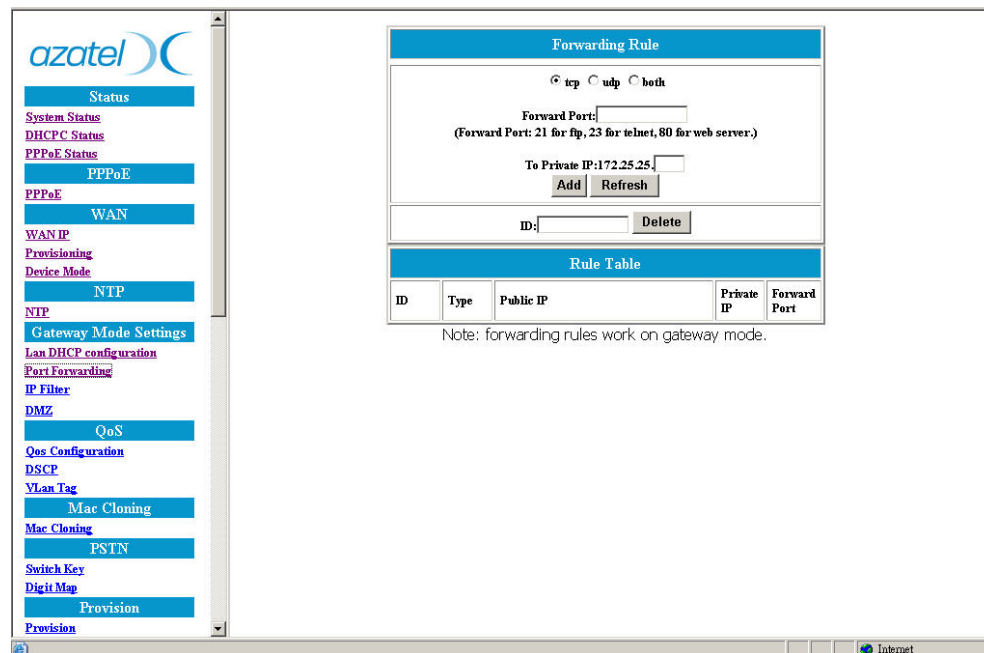 azatel
Status
System Status
DHCPC Status
PPPoE Status
PPPoE
PPPoE
WAN
WAN IP
Provisioning
Device Mode
NTP
NTP
Gateway Mode Settings
Lan DHCP configuration
Port Forwarding
IP Filter
DMZ
QoS
Qos Configuration
DSCP
VLan Tag
Mac Cloning
Mac Cloning
PSTN
Switch Key
Digit Map
Provision
Provision
Forwarding Rule
tcp udp both
Forward Port:
(Forward Port: 21 for ftp, 23 for telnet, 80 for web server.)
To Private IP:172.25.25.
Add Refresh
ID: Delete
Rule Table
ID Type Public IP Private IP Forward Port
Note: forwarding rules work on gateway mode.
Internet